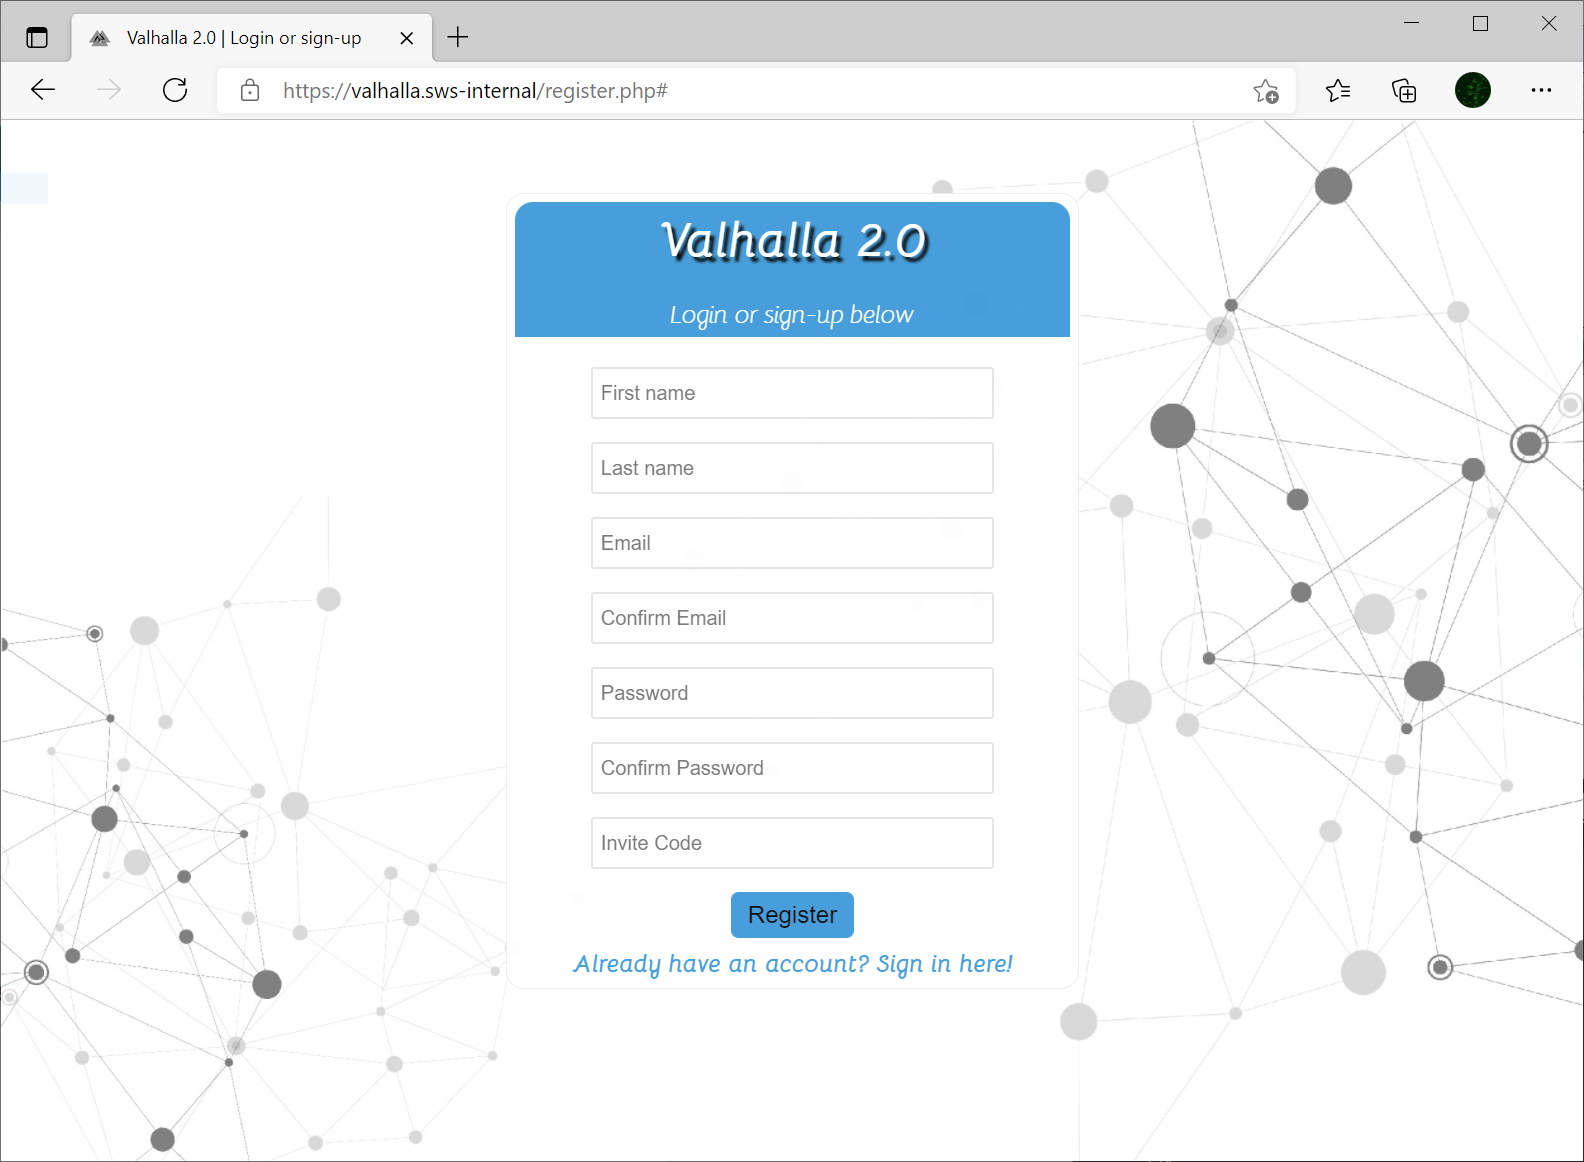 Valhalla 2.0 | Login or sign-up
https://valhalla.sws-internal/register.php#
Valhalla 2.0
Login or sign-up below
First name
Last name
Email
Confirm Email
Password
Confirm Password
Invite Code
Register
Already have an account? Sign in here!